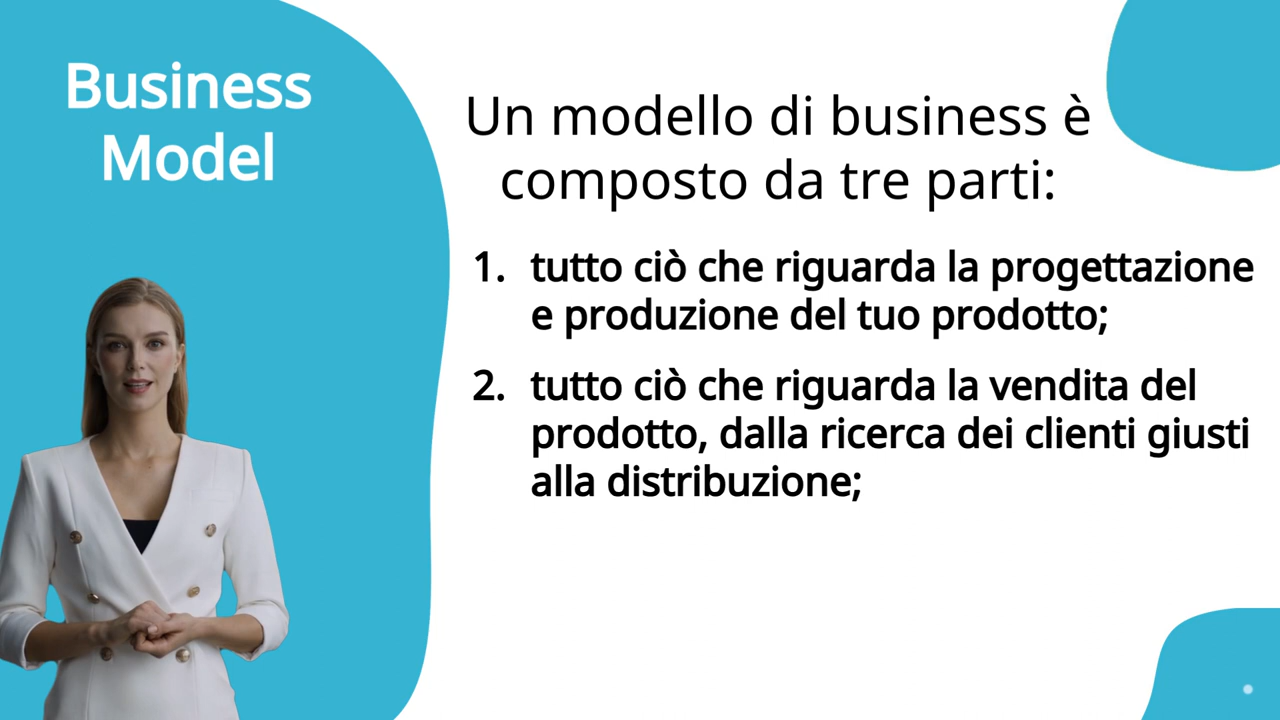 Business
Model
Un modello di business è
composto da tre parti:
1. tutto ciò che riguarda la progettazione
e produzione del tuo prodotto;
2. tutto ciò che riguarda la vendita del
prodotto, dalla ricerca dei clienti giusti
alla distribuzione;